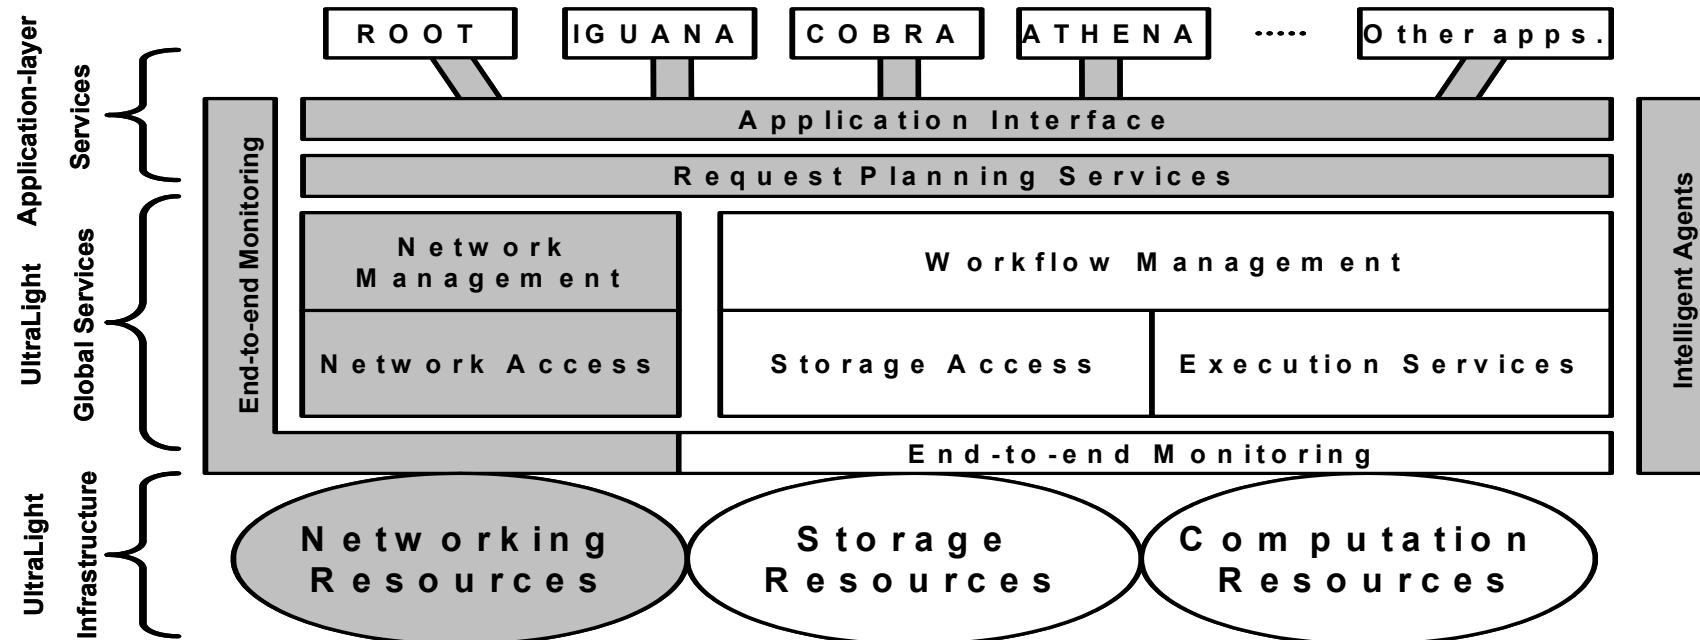 ROOT
IGUANA
COBRA
ATHENA
.....
Other apps.
Application-layer
Services
Application Interface
Request Planning Services
End-to-end Monitoring
Intelligent Agents
UltraLight
Global Services
Network
Management
Workflow Management
Network Access
Storage Access
Execution Services
End-to-end Monitoring
UltraLight
Infrastructure
Networking
Resources
Storage
Resources
Computation
Resources